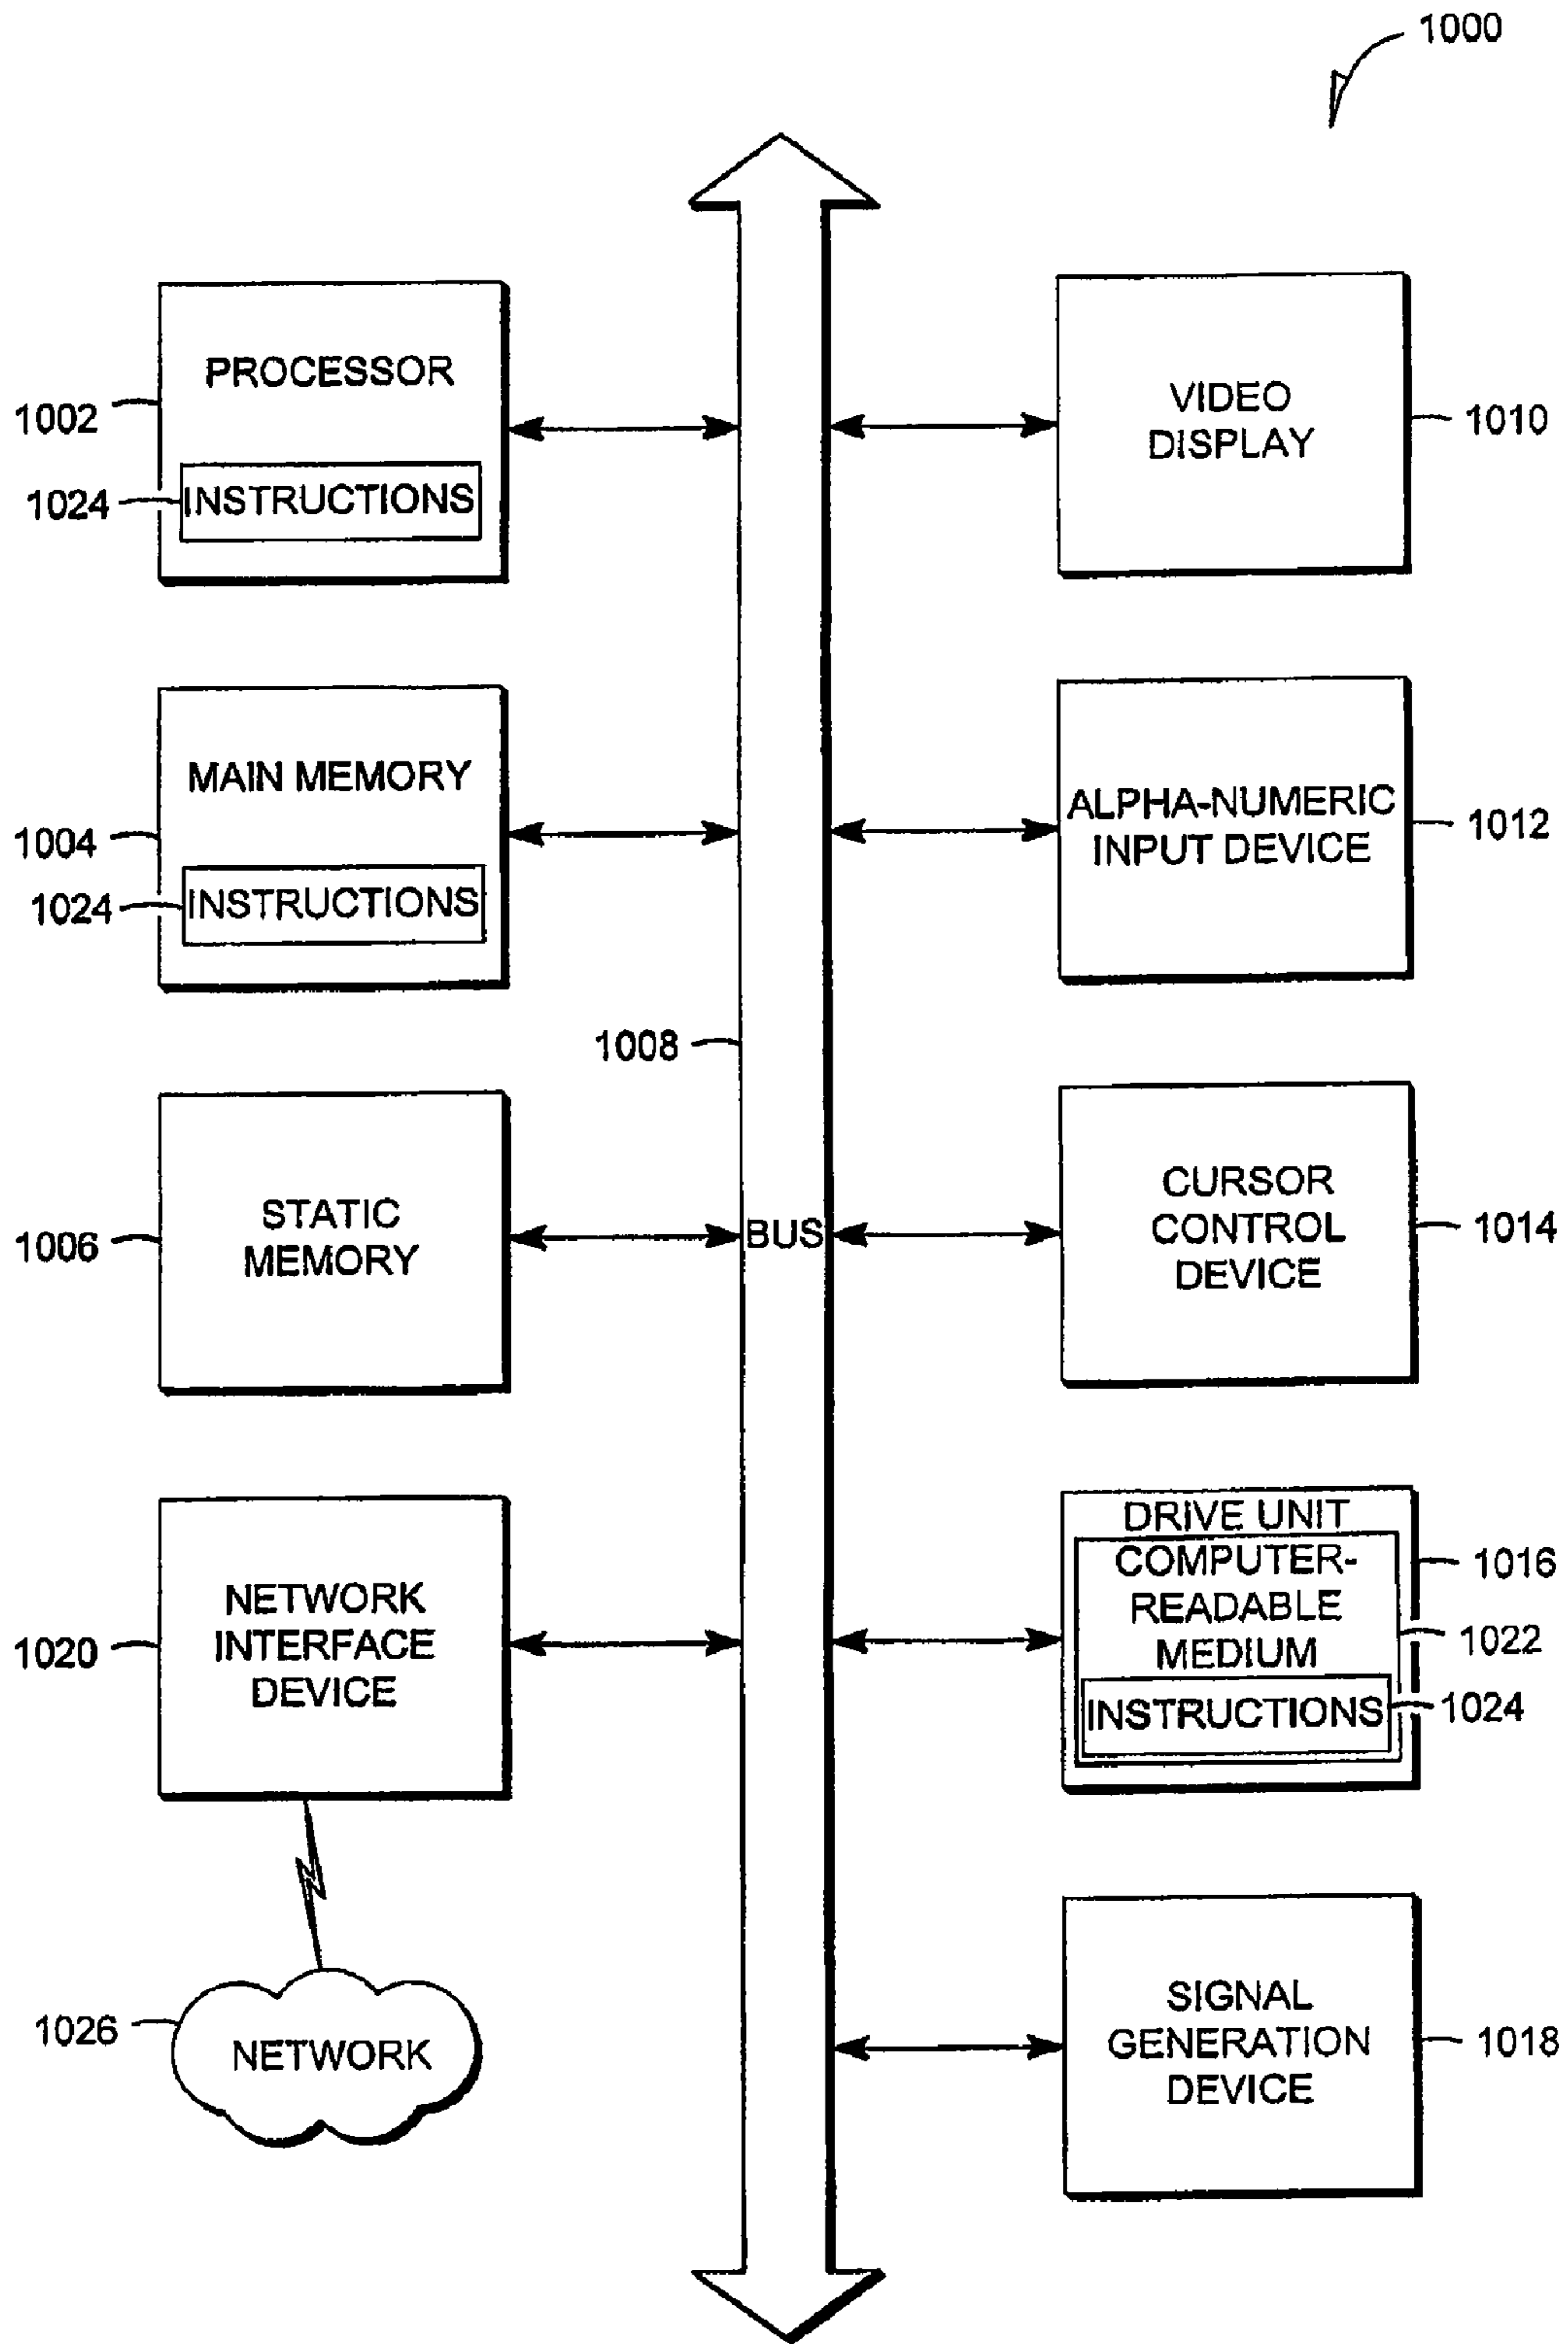 1000
PROCESSOR
1002
1024
INSTRUCTIONS
VIDEO
DISPLAY
1010
MAIN MEMORY
1004
1024
INSTRUCTIONS
ALPHA-NUMERIC
INPUT DEVICE
1012
1008
STATIC
MEMORY
1006
BUS
CURSOR
CONTROL
DEVICE
1014
NETWORK
INTERFACE
DEVICE
1020
DRIVE UNIT
COMPUTER-
READABLE
MEDIUM
INSTRUCTIONS
1016
1022
1024
1026
NETWORK
SIGNAL
GENERATION
DEVICE
1018